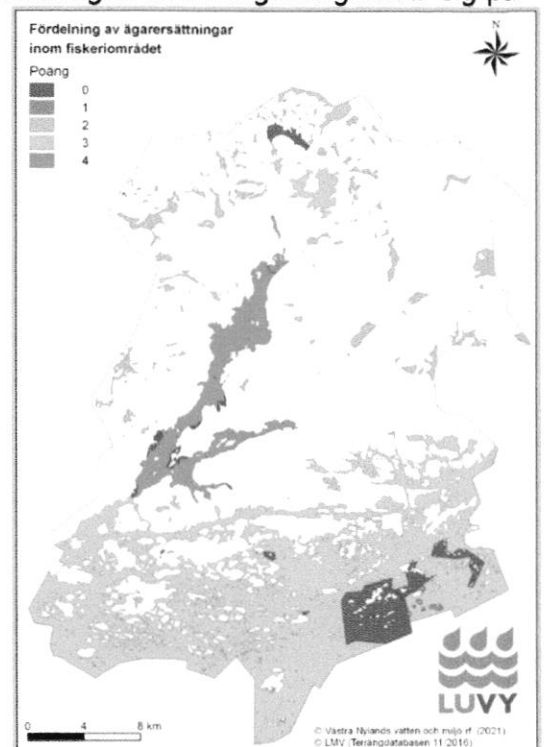 Fördelning av ägarersättningar
inom fiskeriområdet
Poäng
0
1
2
3
4
N
LUVY
0 4 8 km
© Västra Nylands vatten och miljö rf. (2021)
© LMV (Terrängdatabasen 11/2016)